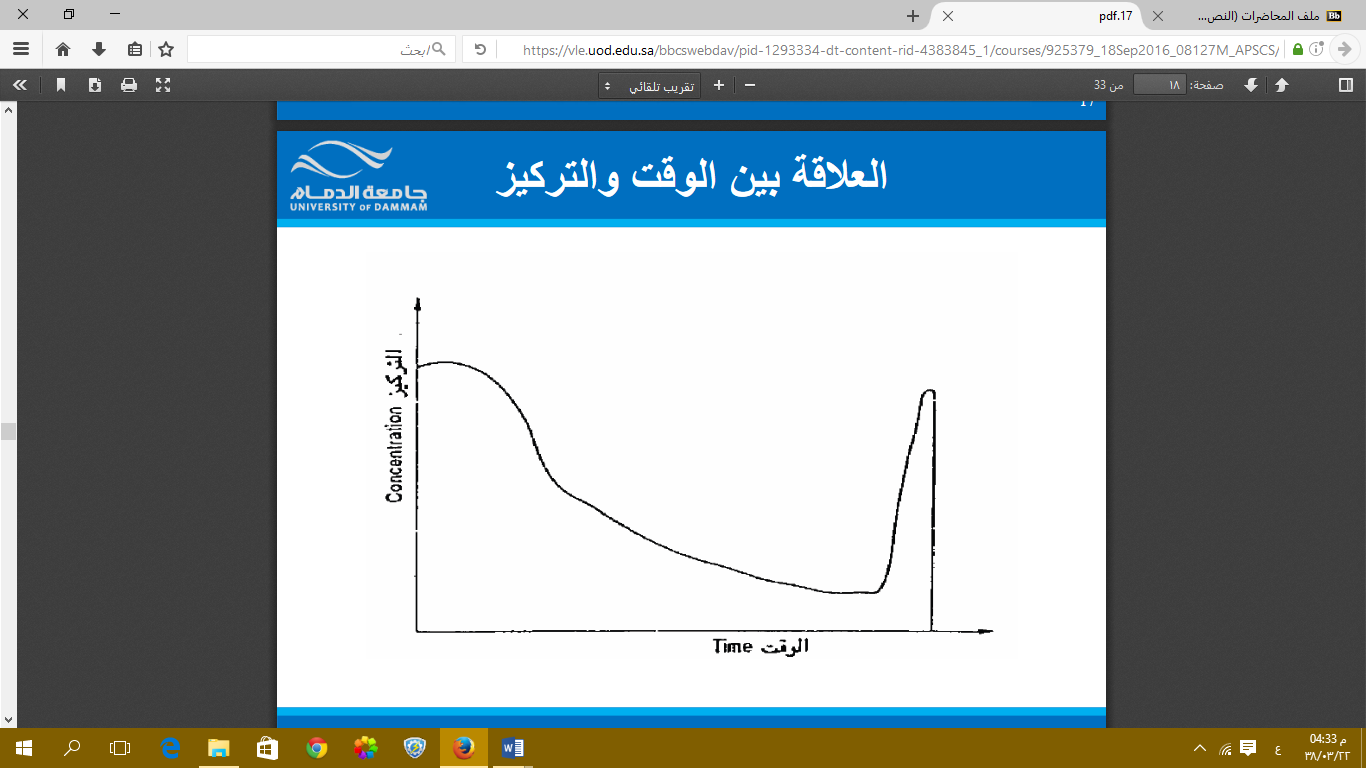 ملف المحاضرات (النص...
pdf.17
https://vle.uod.edu.sa/bbcswebdav/pid-1293334-dt-content-rid-4383845_1/courses/925379_18Sep2016_08127M_APSCS/
ابحث/
صفحة: ١٨ من 33
تقريب تلقائي
17
العلاقة بين الوقت والتركيز
جامعة الدمام
UNIVERSITY OF DAMMAM
Concentration التركيز
Time الوقت
ع
04:33 م
٣٨/٠٣/٢٢